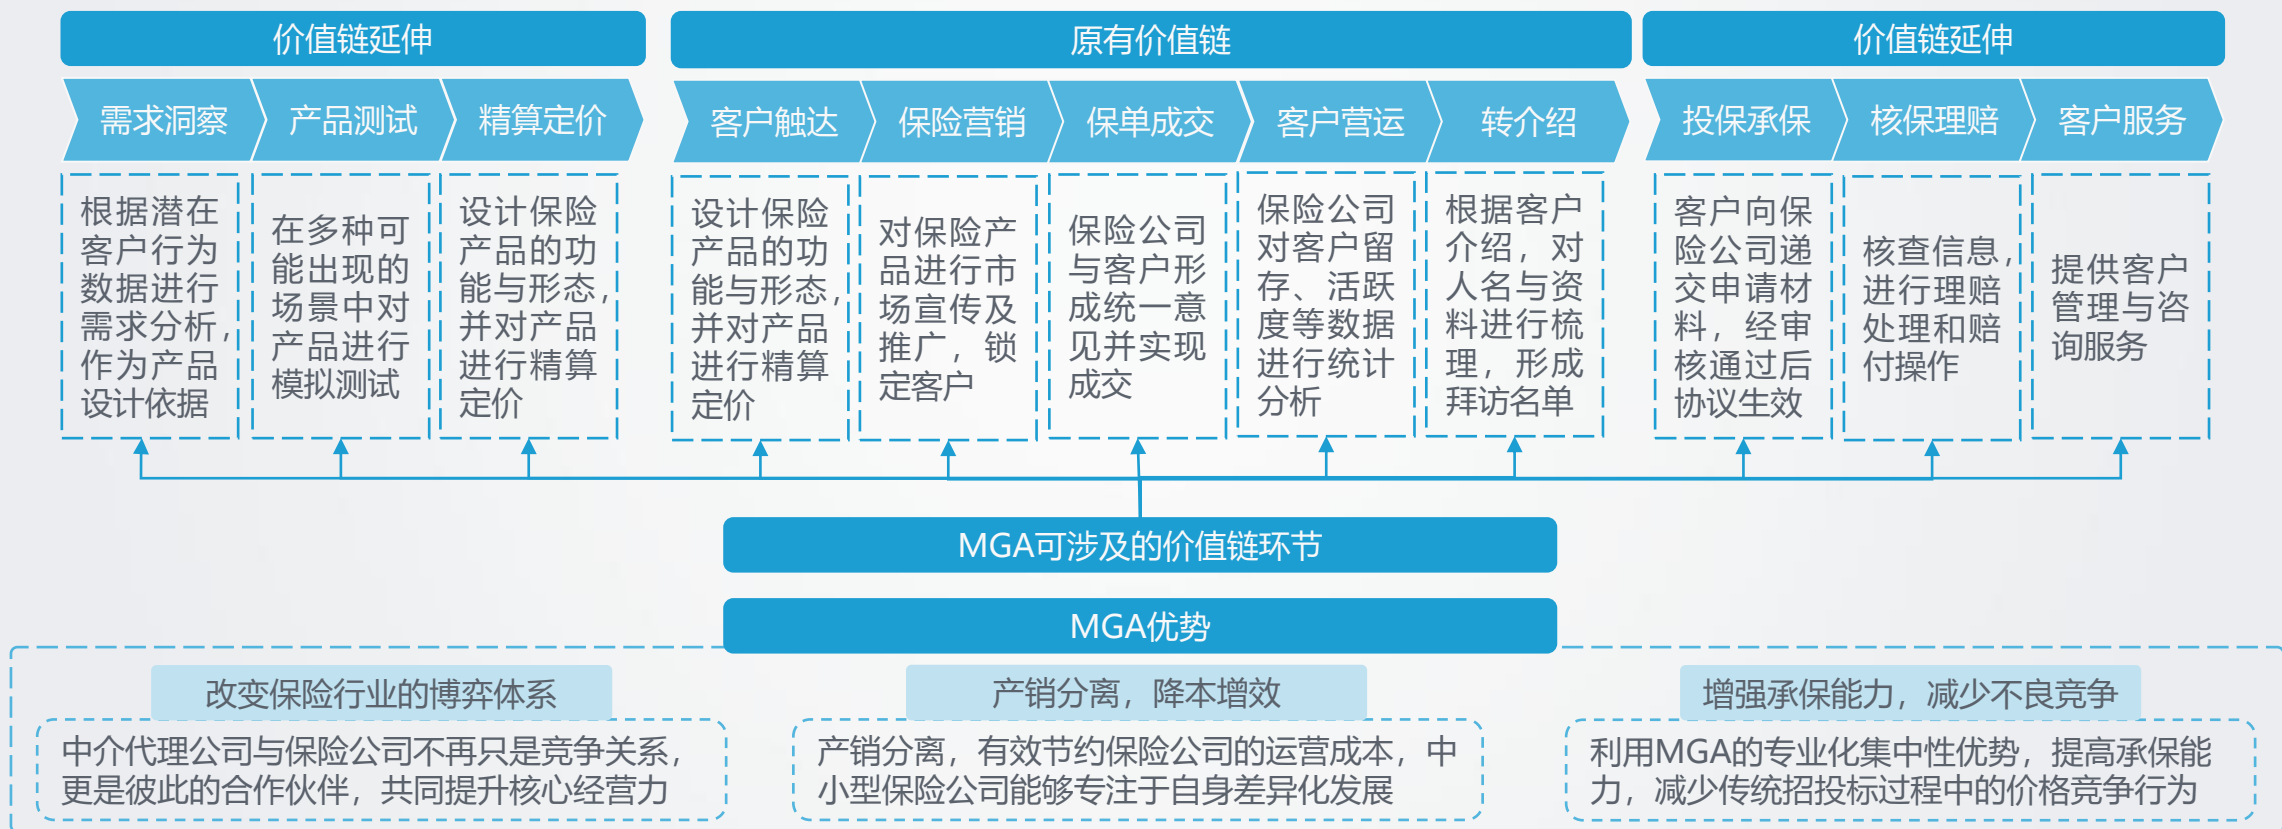 价值链延伸
原有价值链
价值链延伸
需求洞察
产品测试
精算定价
客户触达
保险营销
保单成交
客户营运
转介绍
投保承保
核保理赔
客户服务
根据潜在
客户行为
数据进行
需求分析，
作为产品
设计依据
在多种可
能出现的
场景中对
产品进行
模拟测试
设计保险
产品的功
能与形态，
并对产品
进行精算
定价
设计保险
产品的功
能与形态，
并对产品
进行精算
定价
对保险产
品进行市
场宣传及
推广，锁
定客户
保险公司
与客户形
成统一意
见并实现
成交
保险公司
对客户留
存、活跃
度等数据
进行统计
分析
根据客户
介绍，对
人名与资
料进行梳
理，形成
拜访名单
客户向保
险公司递
交申请材
料，经审
核通过后
协议生效
核查信息，
进行理赔
处理和赔
付操作
提供客户
管理与咨
询服务
MGA可涉及的价值链环节
MGA优势
改变保险行业的博弈体系
中介代理公司与保险公司不再只是竞争关系，
更是彼此的合作伙伴，共同提升核心经营力
产销分离，降本增效
产销分离，有效节约保险公司的运营成本，中
小型保险公司能够专注于自身差异化发展
增强承保能力，减少不良竞争
利用MGA的专业化集中性优势，提高承保能
力，减少传统招投标过程中的价格竞争行为